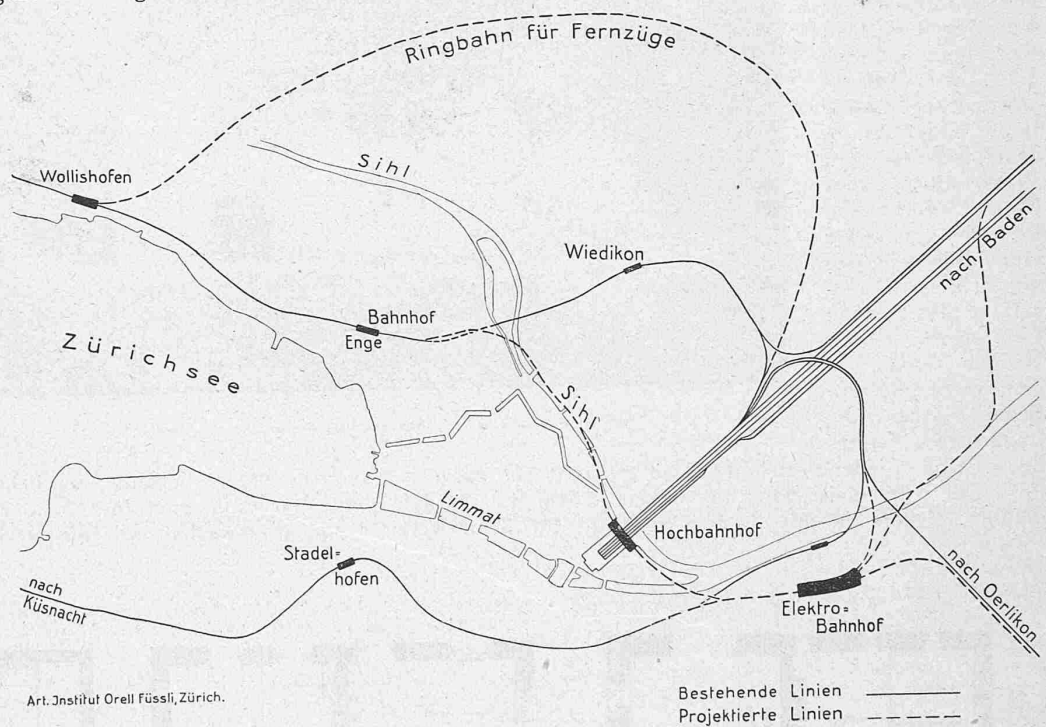 Ringbahn für Fernzüge
Sihl
Wollishofen
Wiedikon
nach Baden
Bahnhof
Enge
Zürichsee
Sihl
Limmat
Hochbahnhof
Stadel=
hofen
nach
Küsnacht
nach Oerlikon
Elektro=
Bahnhof
Art. Jnstitut Orell Füssli, Zürich.
Bestehende Linien
Projektierte Linien